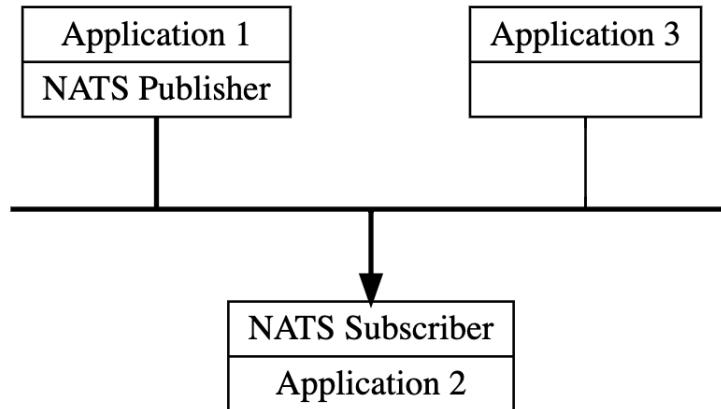 Application 1
NATS Publisher
Application 3
NATS Subscriber
Application 2